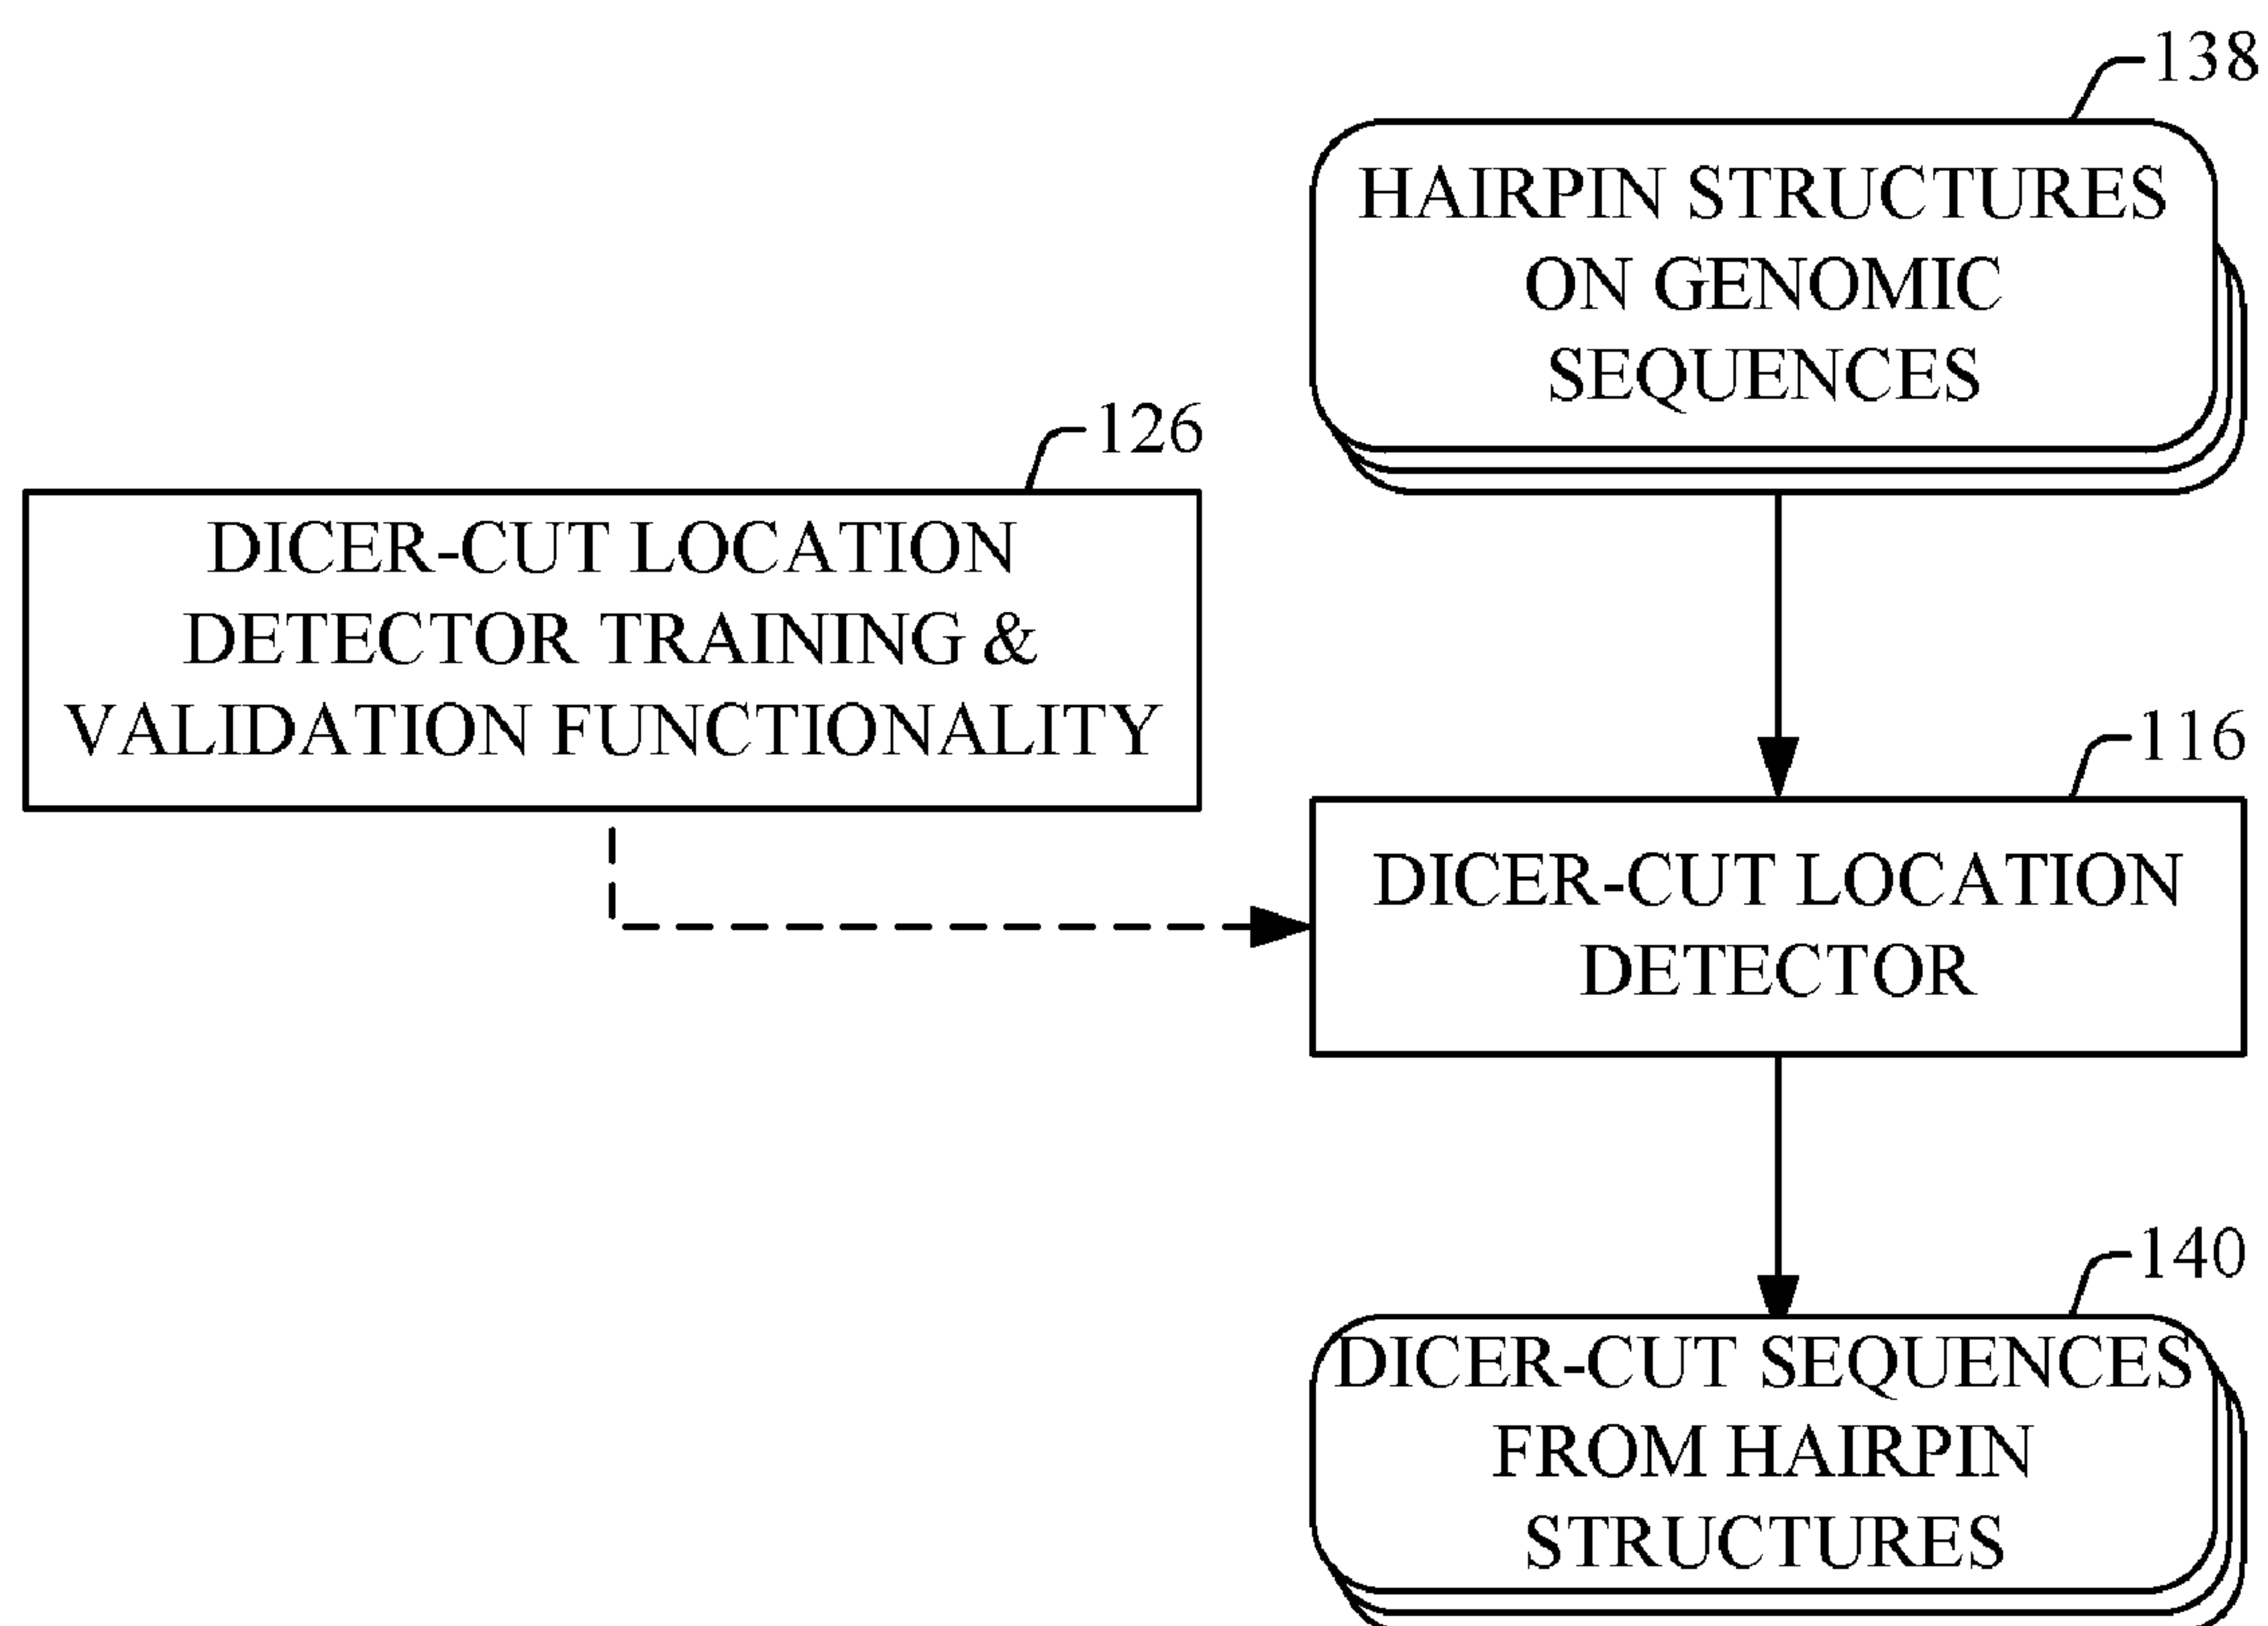 138
HAIRPIN STRUCTURES
ON GENOMIC
SEQUENCES
126
DICER-CUT LOCATION
DETECTOR TRAINING &
VALIDATION FUNCTIONALITY
116
DICER-CUT LOCATION
DETECTOR
140
DICER-CUT SEQUENCES
FROM HAIRPIN
STRUCTURES